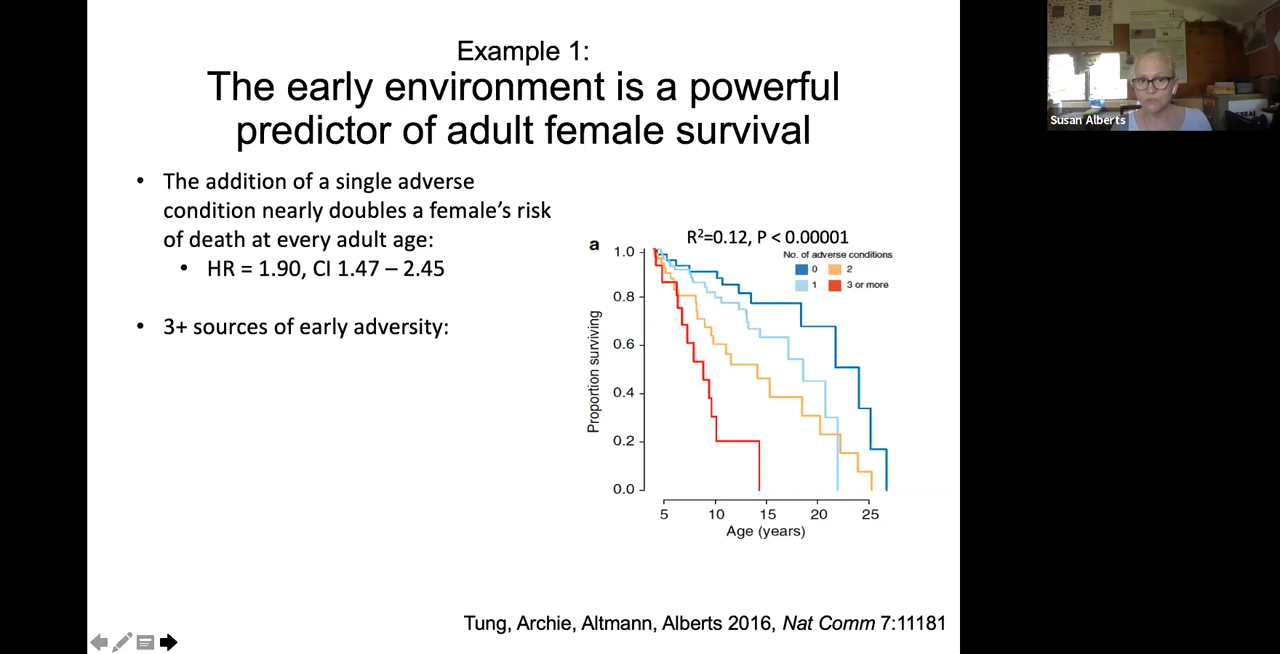 Example 1:
The early environment is a powerful
predictor of adult female survival
• The addition of a single adverse
condition nearly doubles a female’s risk
of death at every adult age:
• HR = 1.90, CI 1.47 – 2.45
• 3+ sources of early adversity:
a
R²=0.12, P < 0.00001
No. of adverse conditions
0 2
1 3 or more
Proportion surviving
1.0
0.8
0.6
0.4
0.2
0.0
5 10 15 20 25
Age (years)
Tung, Archie, Altmann, Alberts 2016, Nat Comm 7:11181
Susan Alberts